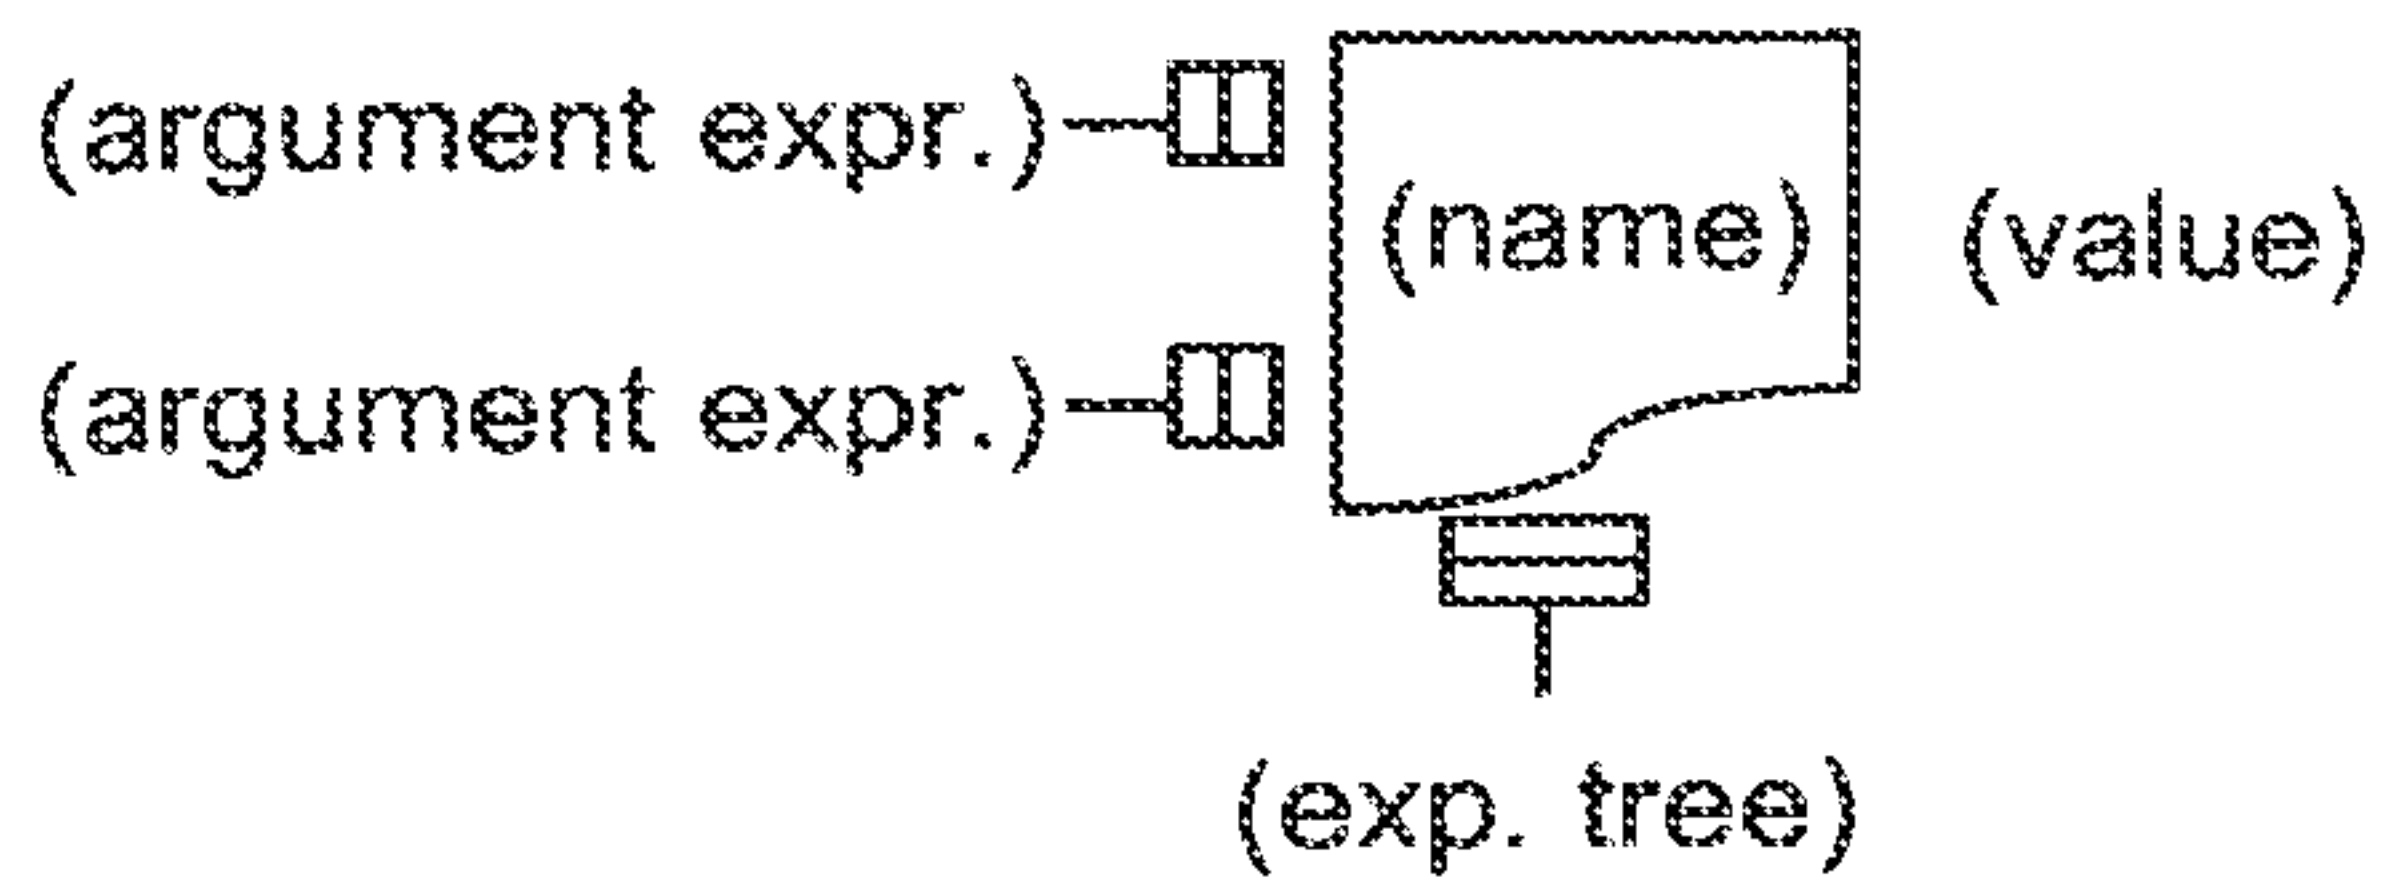 (argument expr.)
(name)
(value)
(argument expr.)
(exp. tree)